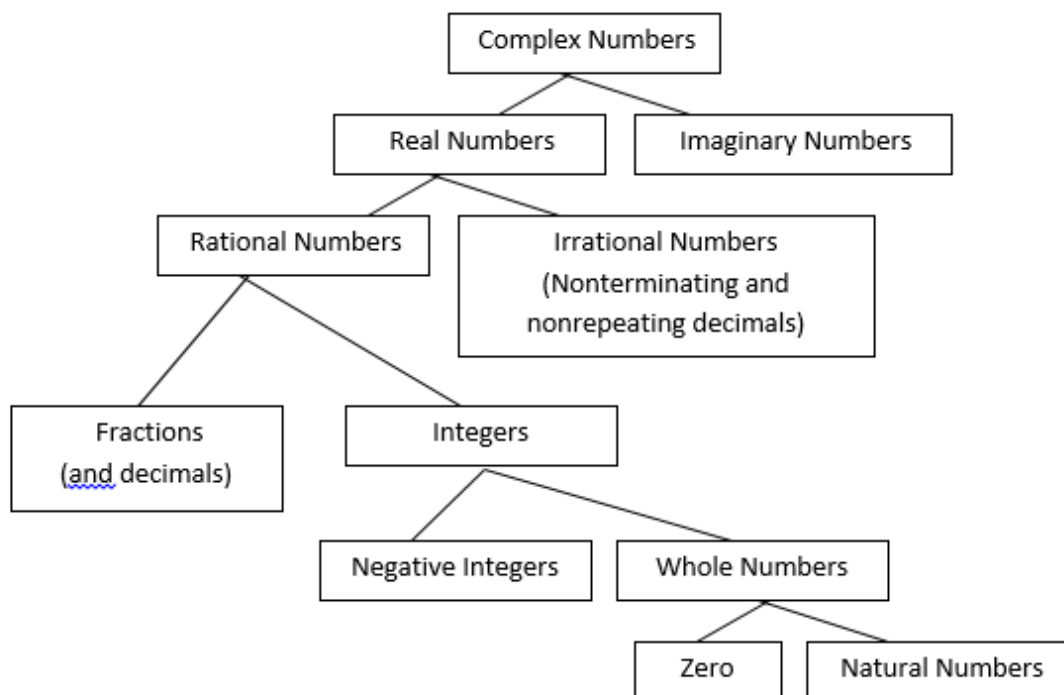 Complex Numbers
Real Numbers
Imaginary Numbers
Rational Numbers
Irrational Numbers
(Nonterminating and
nonrepeating decimals)
Fractions
(and decimals)
Integers
Negative Integers
Whole Numbers
Zero
Natural Numbers